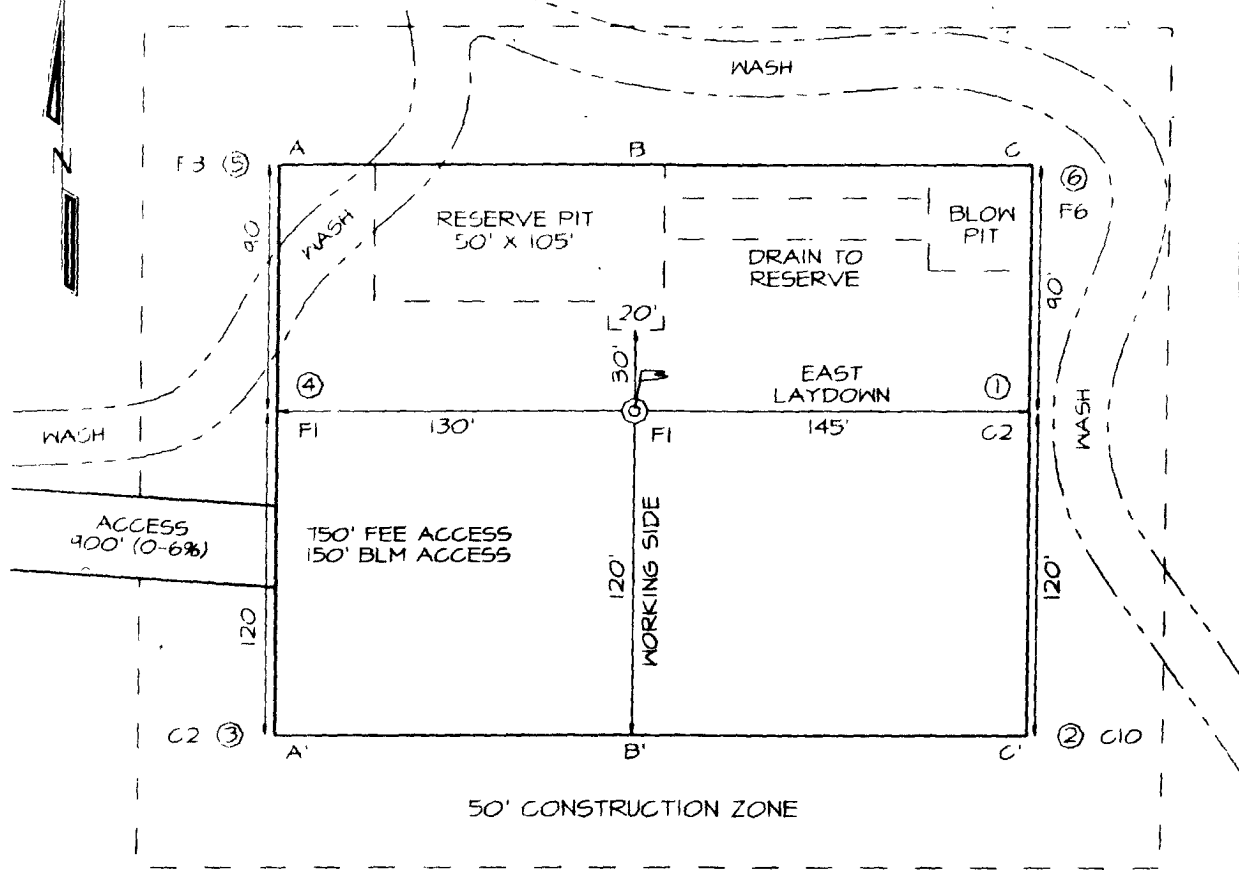 WASH
A
B
C
F3 ⑤
⑥
F6
N
WASH
RESERVE PIT
50' X 105'
BLOW
PIT
DRAIN TO
RESERVE
90
90'
20'
30'
④
EAST
LAYDOWN
①
F1
130'
F1
145'
C2
WASH
WASH
ACCESS
900' (0-6%)
750' FEE ACCESS
150' BLM ACCESS
120
120'
WORKING SIDE
120'
C2 ③
A'
B'
C'
② C10
50' CONSTRUCTION ZONE